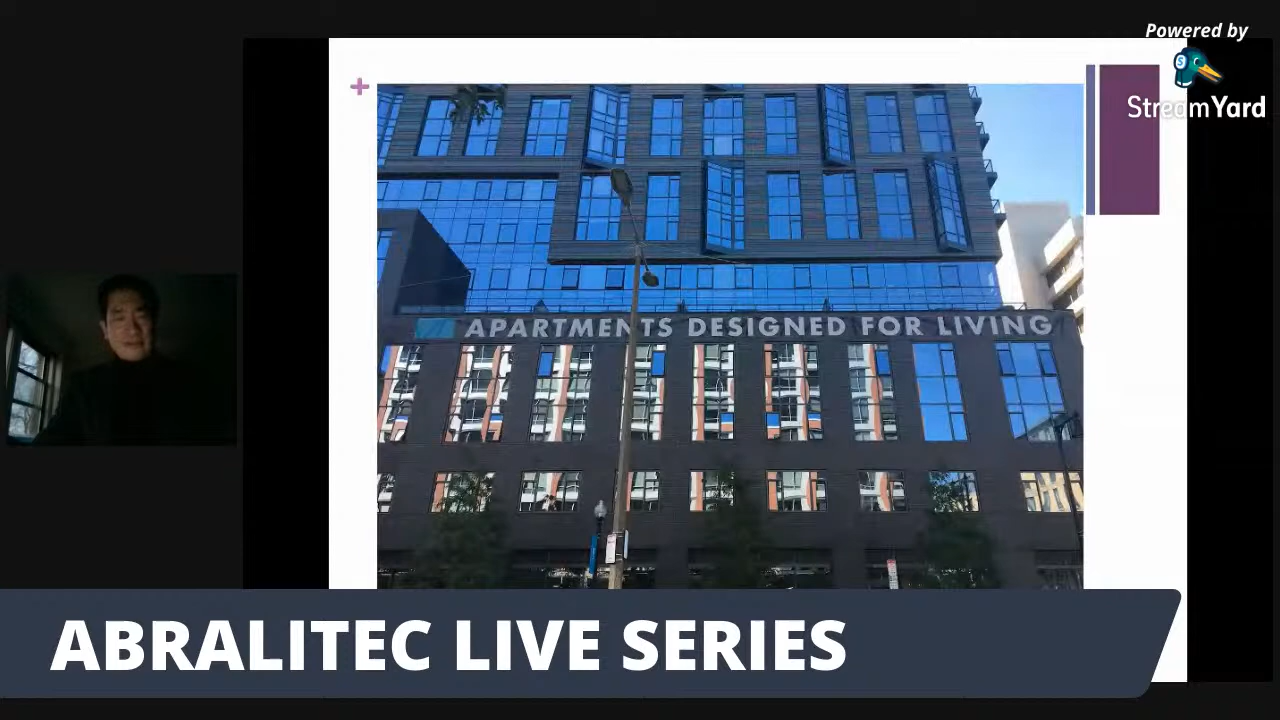 Powered by
StreamYard
APARTMENTS DESIGNED FOR LIVING
ABRALITEC LIVE SERIES